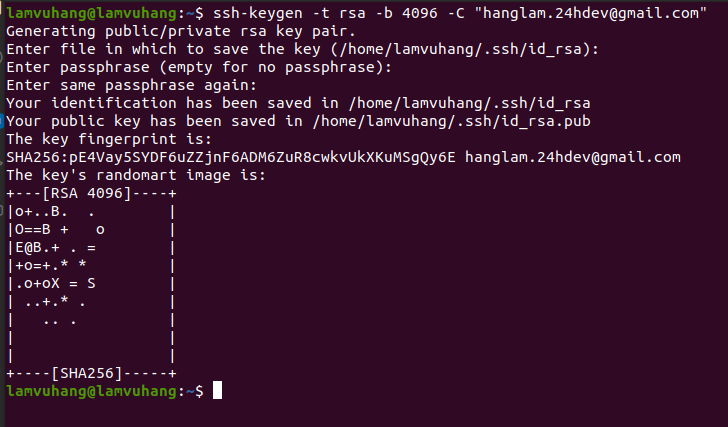 lamvuhang@lamvuhang:~$ ssh-keygen -t rsa -b 4096 -C "hanglam.24hdev@gmail.com"
Generating public/private rsa key pair.
Enter file in which to save the key (/home/lamvuhang/.ssh/id_rsa):
Enter passphrase (empty for no passphrase):
Enter same passphrase again:
Your identification has been saved in /home/lamvuhang/.ssh/id_rsa
Your public key has been saved in /home/lamvuhang/.ssh/id_rsa.pub
The key fingerprint is:
SHA256:pE4Vay5SYDF6uZZjnF6ADM6ZuR8cwkvUkXKuMSgQy6E hanglam.24hdev@gmail.com
The key's randomart image is:
+---[RSA 4096]----+
|o+..B.  .        |
|O==B +   o       |
|E@B.+ . =        |
|+o=+.* *         |
|.o+oX = S        |
| ..+.* .         |
|   .. .          |
|                 |
|                 |
+----[SHA256]-----+
lamvuhang@lamvuhang:~$